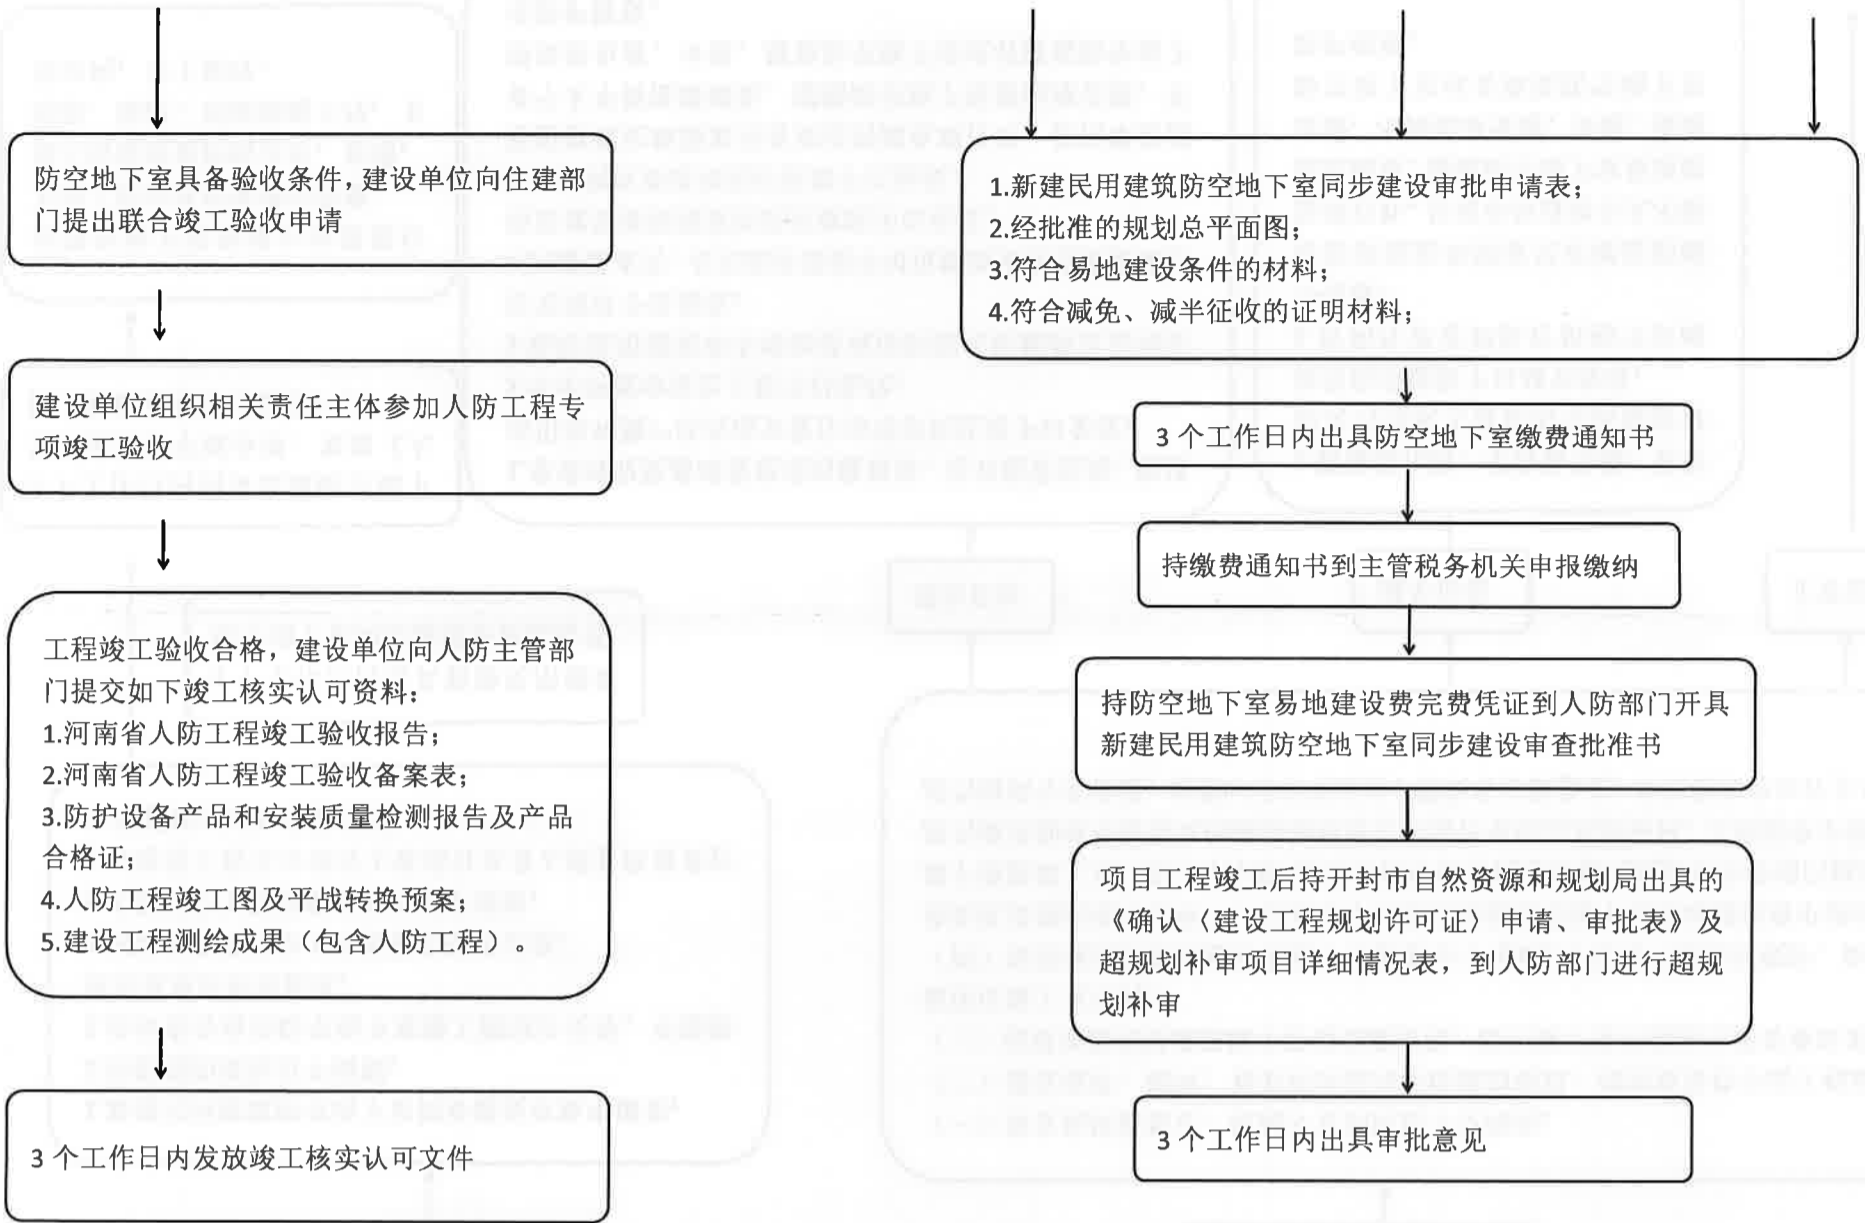 防空地下室具备验收条件,建设单位向住建部
门提出联合竣工验收申请
建设单位组织相关责任主体参加人防工程专
项竣工验收
工程竣工验收合格，建设单位向人防主管部
门提交如下竣工核实认可资料：
1.河南省人防工程竣工验收报告；
2.河南省人防工程竣工验收备案表；
3.防护设备产品和安装质量检测报告及产品
合格证；
4.人防工程竣工图及平战转换预案；
5.建设工程测绘成果（包含人防工程）。
3 个工作日内发放竣工核实认可文件
1.新建民用建筑防空地下室同步建设审批申请表；
2.经批准的规划总平面图；
3.符合易地建设条件的材料；
4.符合减免、减半征收的证明材料；
3 个工作日内出具防空地下室缴费通知书
持缴费通知书到主管税务机关申报缴纳
持防空地下室易地建设费完费凭证到人防部门开具
新建民用建筑防空地下室同步建设审查批准书
项目工程竣工后持开封市自然资源和规划局出具的
《确认〈建设工程规划许可证〉申请、审批表》及
超规划补审项目详细情况表，到人防部门进行超规
划补审
3 个工作日内出具审批意见